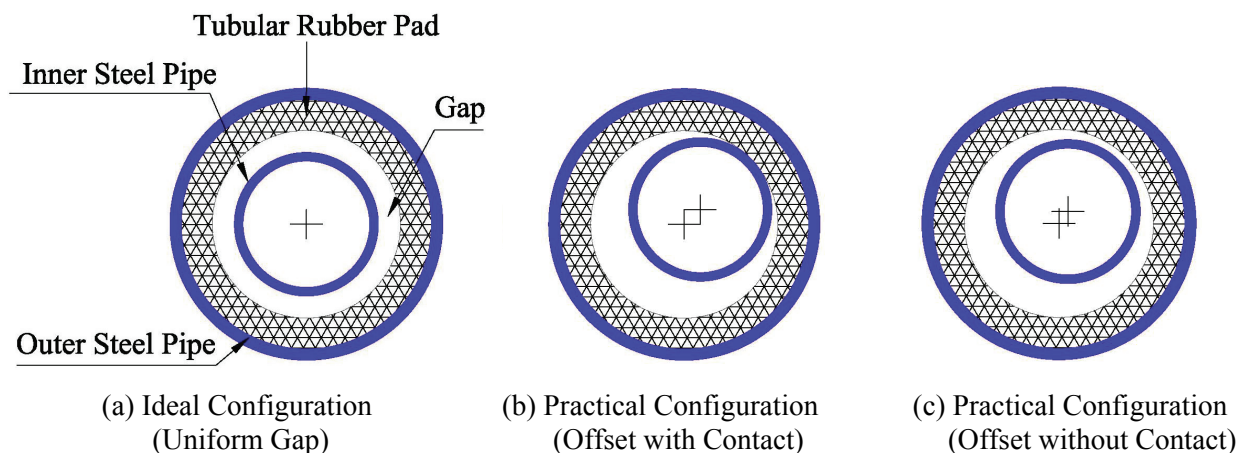 Tubular Rubber Pad
Inner Steel Pipe
Gap
Outer Steel Pipe
(a) Ideal Configuration
(Uniform Gap)
(b) Practical Configuration
(Offset with Contact)
(c) Practical Configuration
(Offset without Contact)